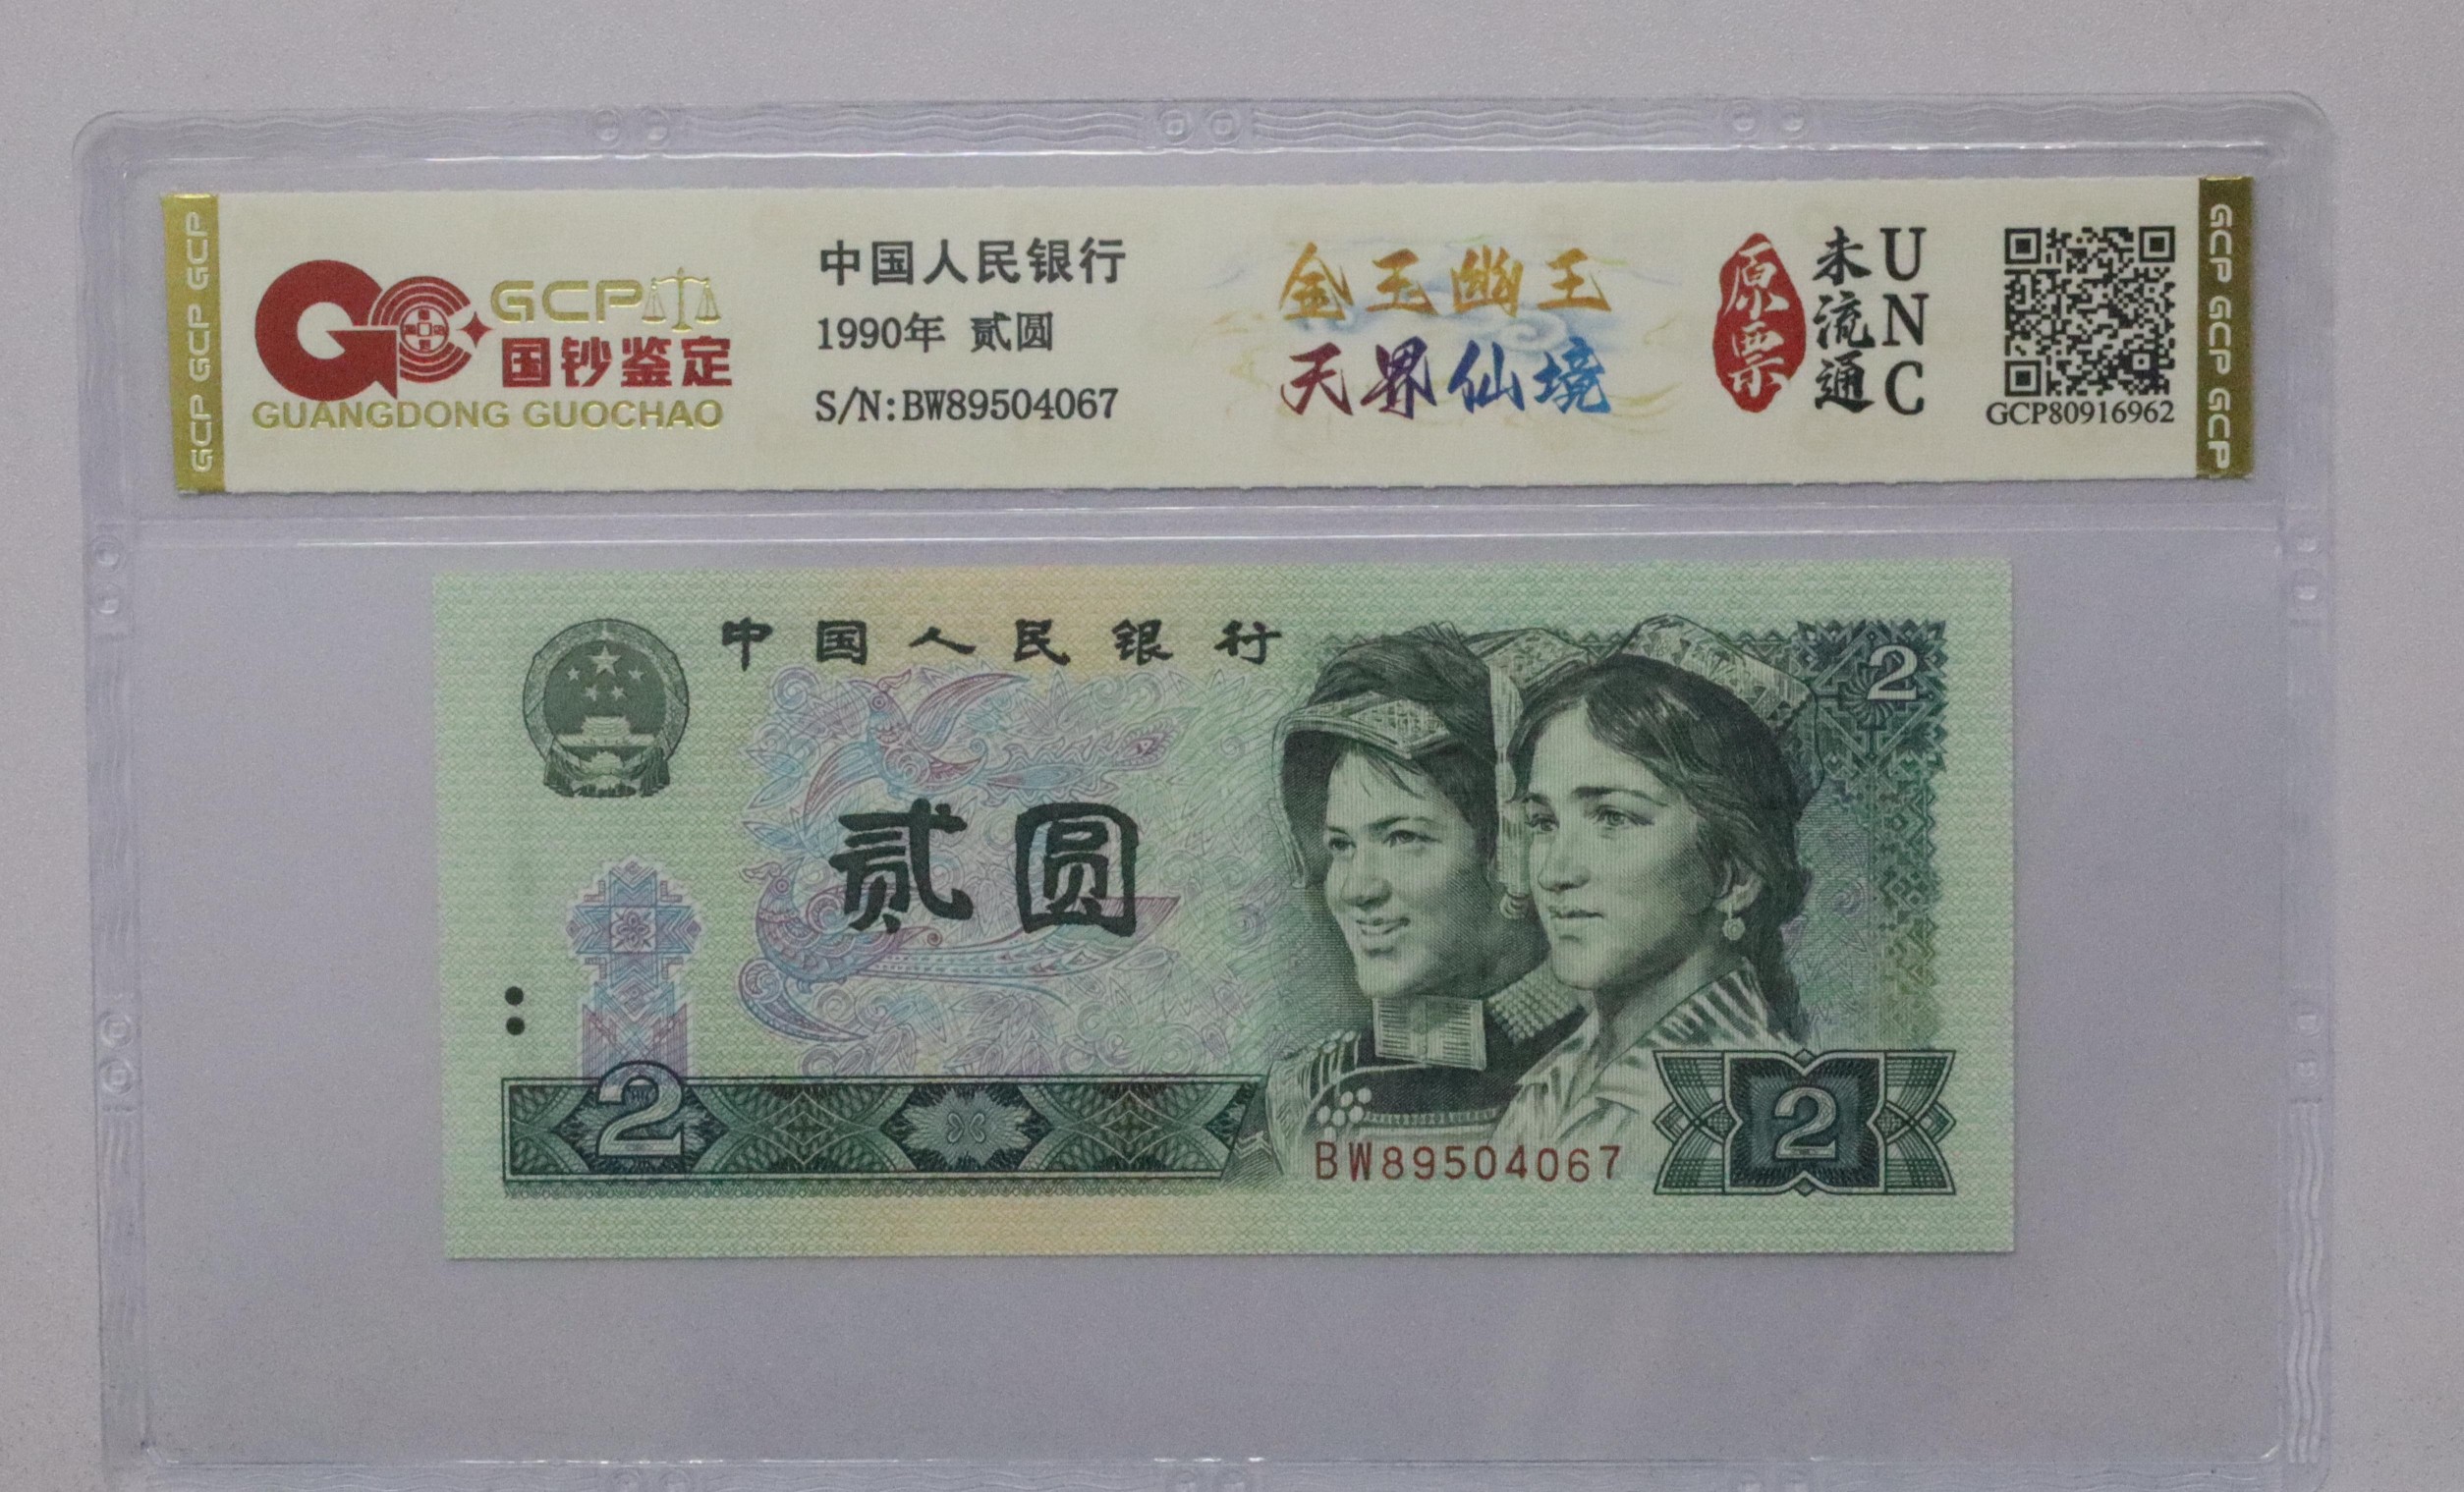 GCP GCP GCP
GCP
国钞鉴定
GUANGDONG GUOCHAO
中国人民银行
1990年 贰圆
S/N:BW89504067
金玉幽王
天界仙境
原票
未流通
UNC
GCP80916962
GCP GCP GCP
中国人民银行
2
贰圆
2
BW89504067
2